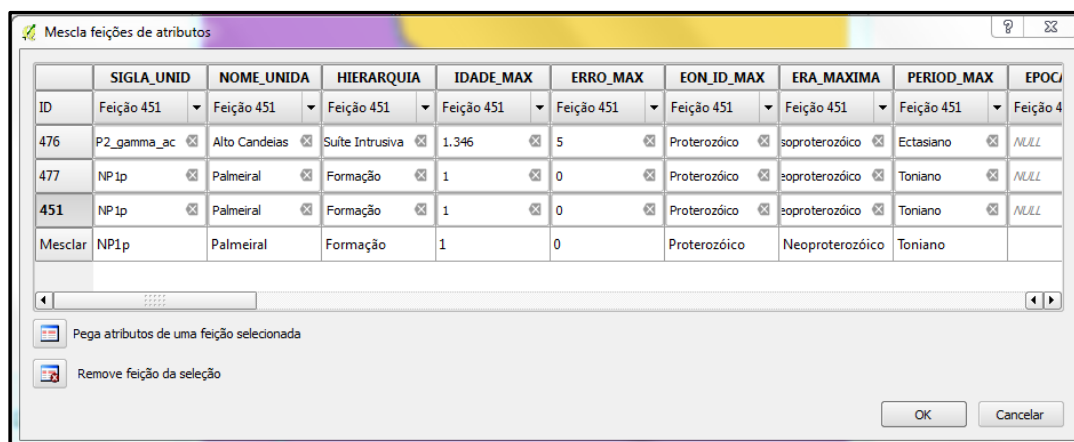 Mescla feições de atributos
SIGLA_UNID NOME_UNIDA HIERARQUIA IDADE_MAX ERRO_MAX EON_ID_MAX ERA_MAXIMA PERIOD_MAX EPOCA
ID Feição 451 Feição 451 Feição 451 Feição 451 Feição 451 Feição 451 Feição 451 Feição 451 Feição 4
476 P2_gamma_ac Alto Candeias Suíte Intrusiva 1.346 5 Proterozóico soproterozóico Ectasiano NULL
477 NP1p Palmeiral Formação 1 0 Proterozóico eoproterozóico Toniano NULL
451 NP1p Palmeiral Formação 1 0 Proterozóico eoproterozóico Toniano NULL
Mesclar NP1p Palmeiral Formação 1 0 Proterozóico Neoproterozóico Toniano
Pega atributos de uma feição selecionada
Remove feição da seleção
OK Cancelar